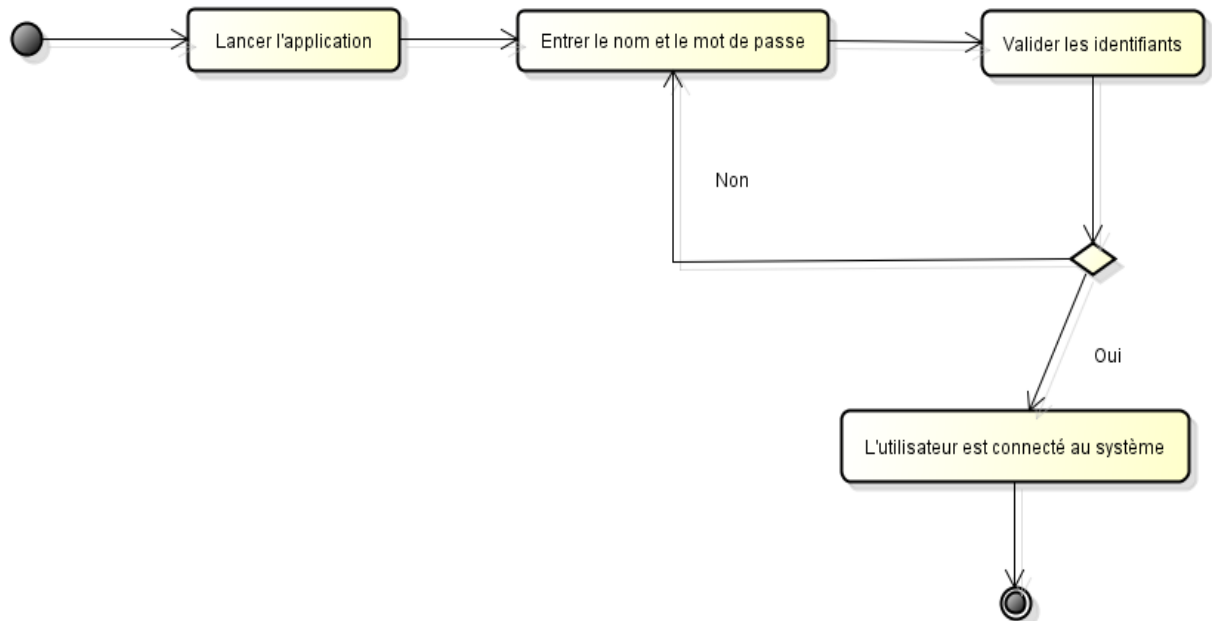 Lancer l'application
Entrer le nom et le mot de passe
Valider les identifiants
Non
Oui
L'utilisateur est connecté au système